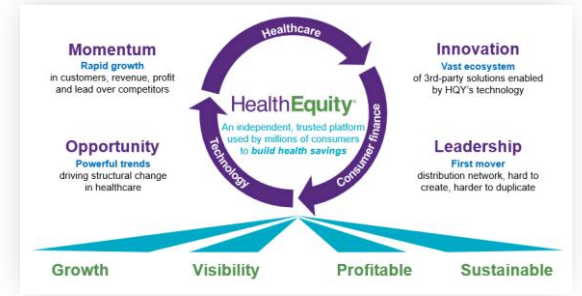 Momentum
Rapid growth
in customers, revenue, profit
and lead over competitors
Opportunity
Powerful trends
driving structural change
in healthcare
Healthcare
Consumer finance
Technology
HealthEquity
An independent, trusted platform
used by millions of consumers
to build health savings
Innovation
Vast ecosystem
of 3rd-party solutions enabled
by HQY's technology
Leadership
First mover
distribution network, hard to
create, harder to duplicate
Growth
Visibility
Profitable
Sustainable